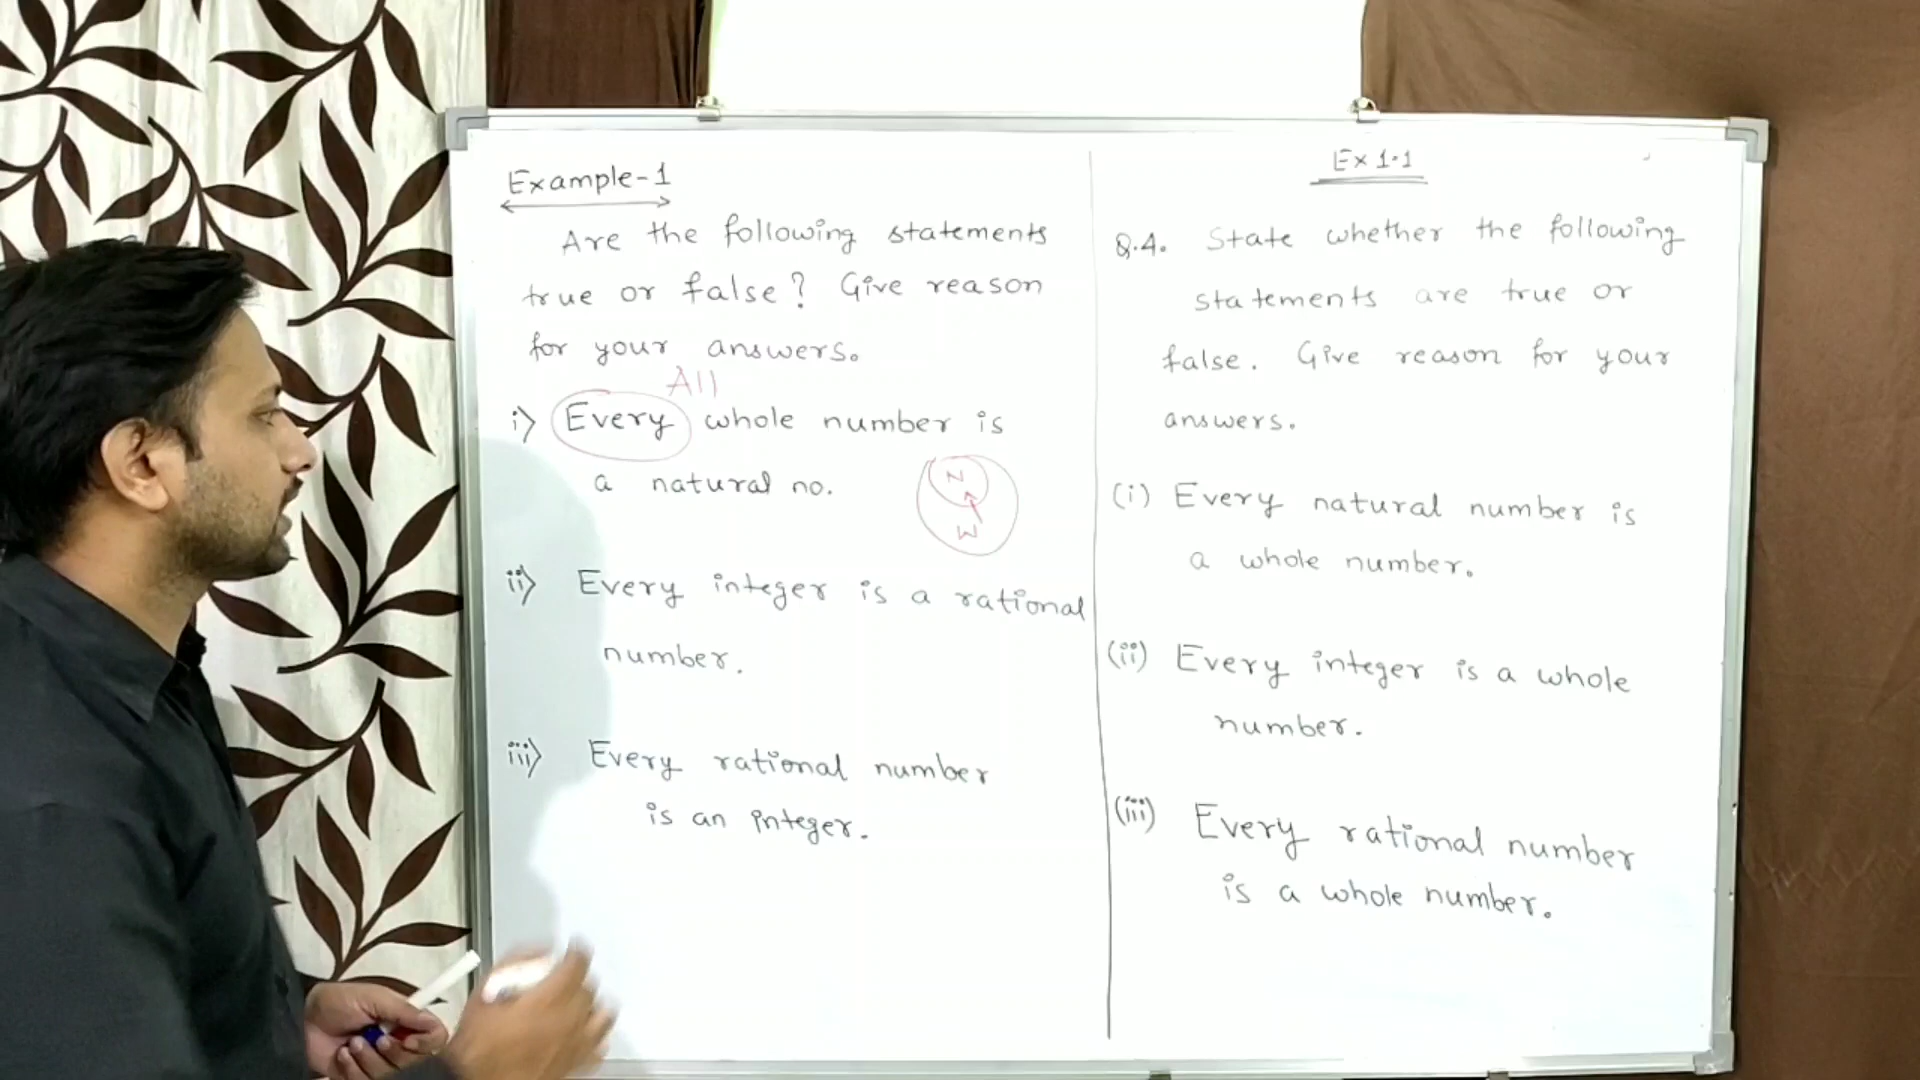 Example-1
Are the following statements
true or false? Give reason
for your answers.
All
i) Every whole number is
a natural no.
N
W
ii) Every integer is a rational
number.
iii) Every rational number
is an integer.
Ex 1.1
Q.4. State whether the following
statements are true or
false. Give reason for your
answers.
(i) Every natural number is
a whole number.
(ii) Every integer is a whole
number.
(iii) Every rational number
is a whole number.